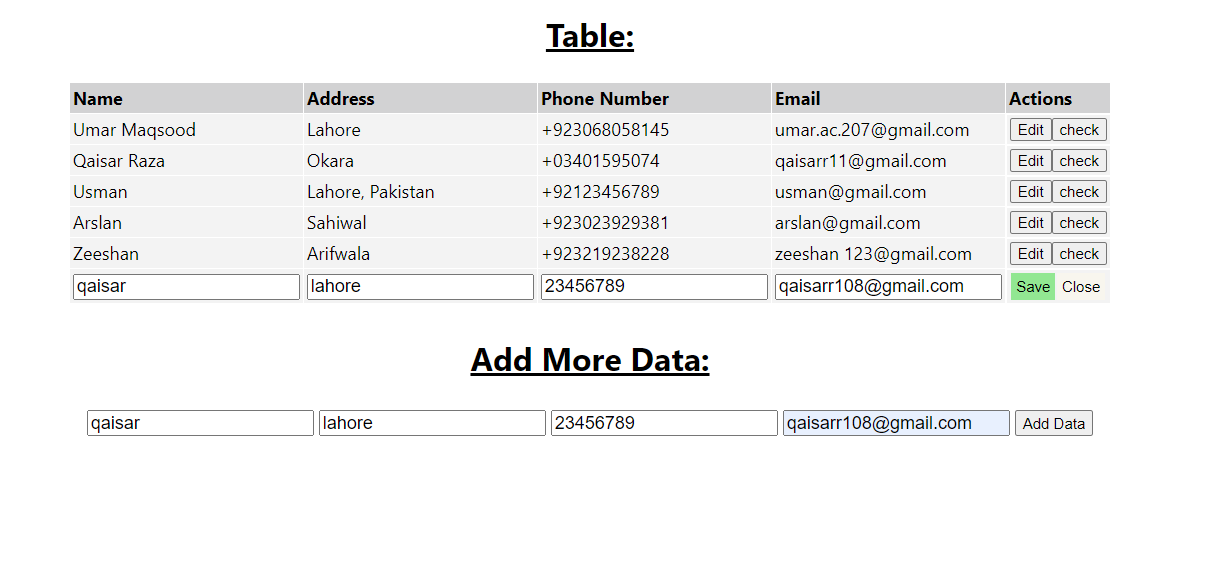 Table:
Name Address Phone Number Email Actions
Umar Maqsood Lahore +923068058145 umar.ac.207@gmail.com Edit check
Qaisar Raza Okara +03401595074 qaisarr11@gmail.com Edit check
Usman Lahore, Pakistan +92123456789 usman@gmail.com Edit check
Arslan Sahiwal +923023929381 arslan@gmail.com Edit check
Zeeshan Arifwala +923219238228 zeeshan 123@gmail.com Edit check
qaisar lahore 23456789 qaisarr108@gmail.com Save Close
Add More Data:
qaisar lahore 23456789 qaisarr108@gmail.com Add Data